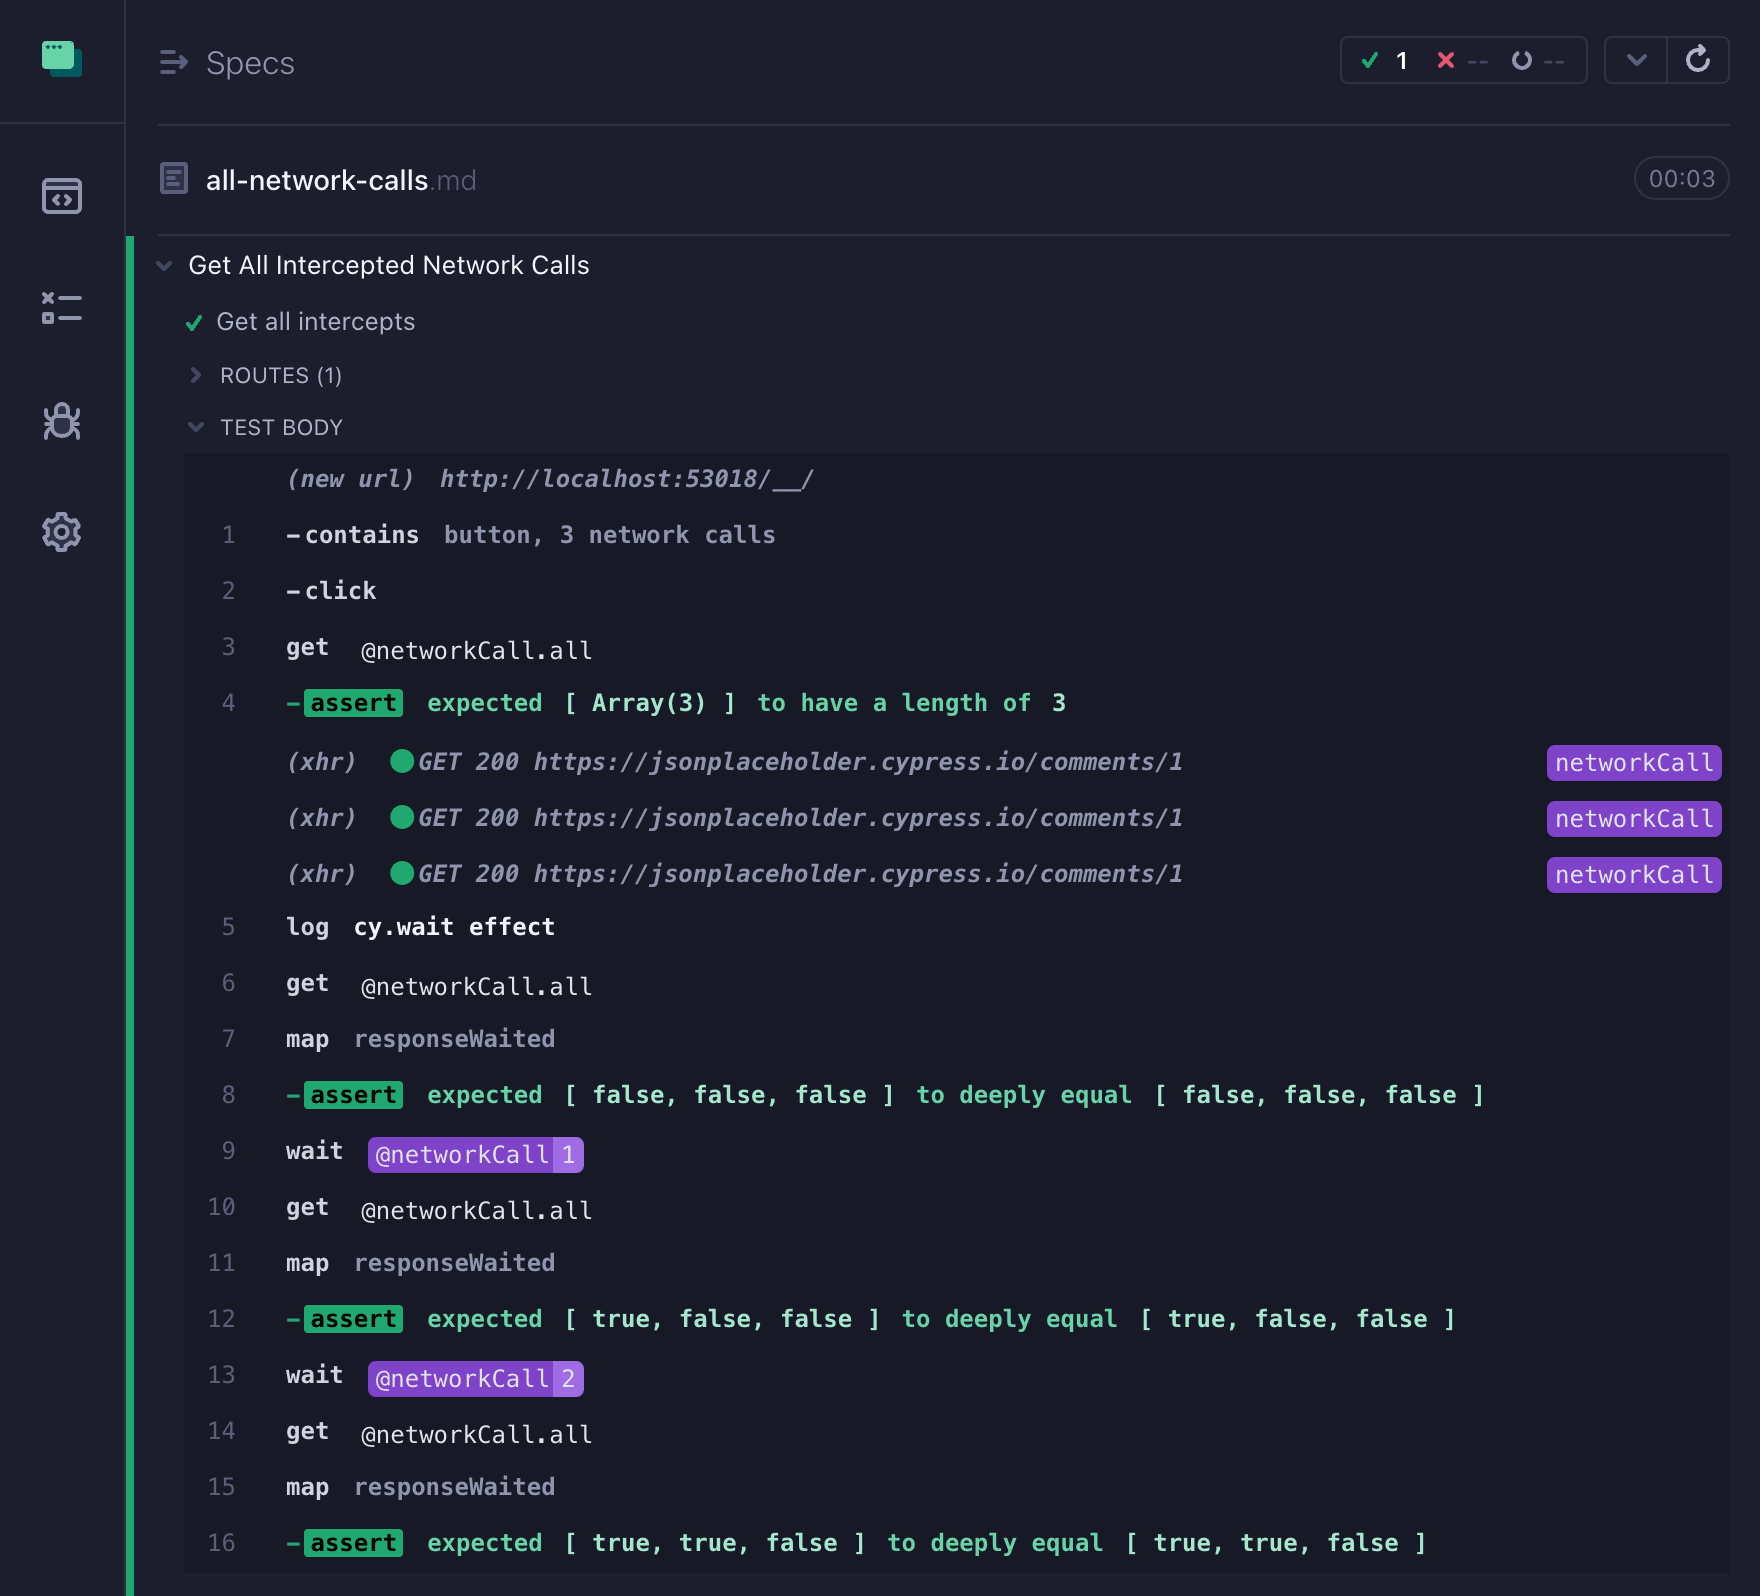 Specs
1 -- --
all-network-calls.md
00:03
Get All Intercepted Network Calls
Get all intercepts
ROUTES (1)
TEST BODY
(new url) http://localhost:53018/__/
1 -contains button, 3 network calls
2 -click
3 get @networkCall.all
4 -assert expected [ Array(3) ] to have a length of 3
(xhr) GET 200 https://jsonplaceholder.cypress.io/comments/1 networkCall
(xhr) GET 200 https://jsonplaceholder.cypress.io/comments/1 networkCall
(xhr) GET 200 https://jsonplaceholder.cypress.io/comments/1 networkCall
5 log cy.wait effect
6 get @networkCall.all
7 map responseWaited
8 -assert expected [ false, false, false ] to deeply equal [ false, false, false ]
9 wait @networkCall 1
10 get @networkCall.all
11 map responseWaited
12 -assert expected [ true, false, false ] to deeply equal [ true, false, false ]
13 wait @networkCall 2
14 get @networkCall.all
15 map responseWaited
16 -assert expected [ true, true, false ] to deeply equal [ true, true, false ]